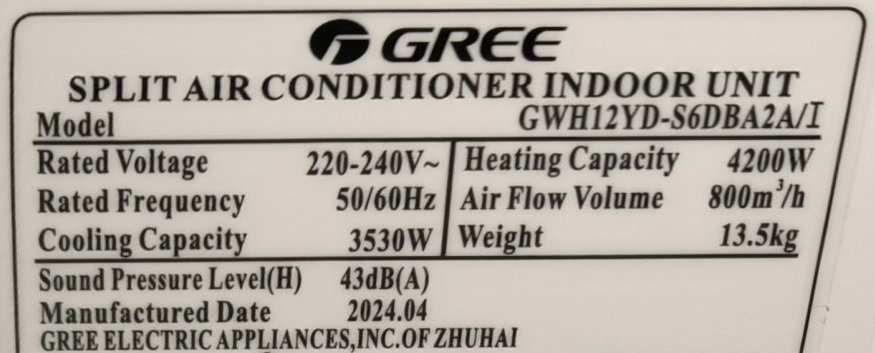 GREE
SPLIT AIR CONDITIONER INDOOR UNIT
Model GWH12YD-S6DBA2A/I
Rated Voltage 220-240V~ Heating Capacity 4200W
Rated Frequency 50/60Hz Air Flow Volume 800m³/h
Cooling Capacity 3530W Weight 13.5kg
Sound Pressure Level(H) 43dB(A)
Manufactured Date 2024.04
GREE ELECTRIC APPLIANCES,INC.OF ZHUHAI